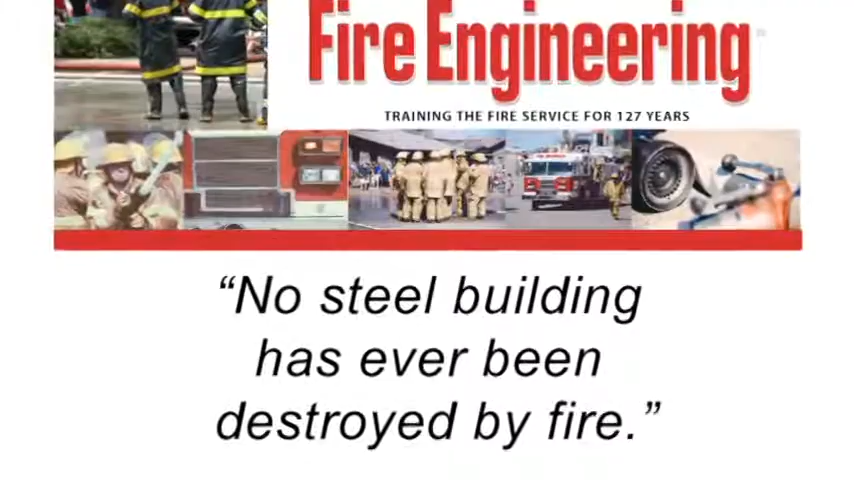 Fire Engineering
TRAINING THE FIRE SERVICE FOR 127 YEARS
“No steel building
has ever been
destroyed by fire.”